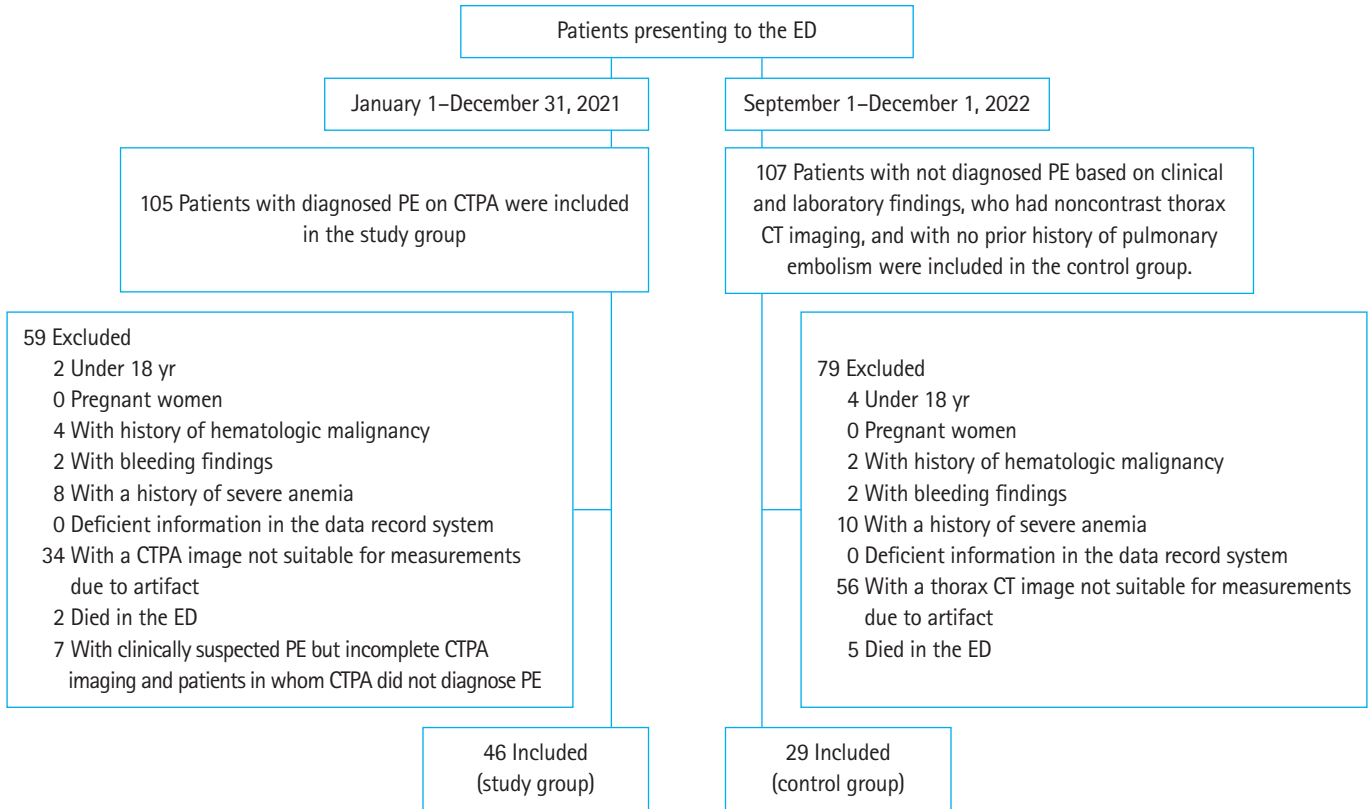 Patients presenting to the ED
January 1–December 31, 2021
September 1–December 1, 2022
105 Patients with diagnosed PE on CTPA were included
in the study group
107 Patients with not diagnosed PE based on clinical
and laboratory findings, who had noncontrast thorax
CT imaging, and with no prior history of pulmonary
embolism were included in the control group.
59 Excluded
2 Under 18 yr
0 Pregnant women
4 With history of hematologic malignancy
2 With bleeding findings
8 With a history of severe anemia
0 Deficient information in the data record system
34 With a CTPA image not suitable for measurements
due to artifact
2 Died in the ED
7 With clinically suspected PE but incomplete CTPA
imaging and patients in whom CTPA did not diagnose PE
79 Excluded
4 Under 18 yr
0 Pregnant women
2 With history of hematologic malignancy
2 With bleeding findings
10 With a history of severe anemia
0 Deficient information in the data record system
56 With a thorax CT image not suitable for measurements
due to artifact
5 Died in the ED
46 Included
(study group)
29 Included
(control group)